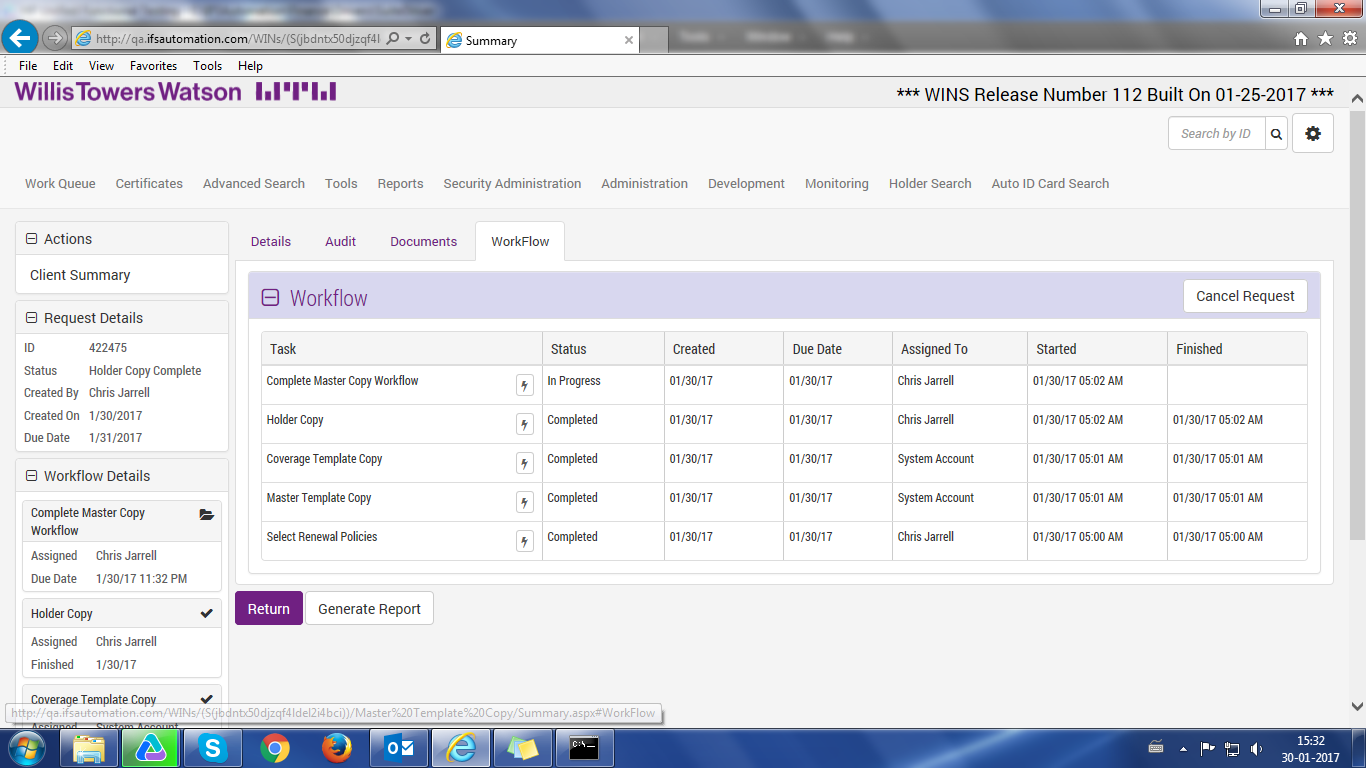 http://qa.ifsautomation.com/WINs/(S(jbdntx50djzqf4l
Summary
File Edit View Favorites Tools Help
WillisTowersWatson
*** WINS Release Number 112 Built On 01-25-2017 ***
Search by ID
Work Queue Certificates Advanced Search Tools Reports Security Administration Administration Development Monitoring Holder Search Auto ID Card Search
Actions
Client Summary
Request Details
ID 422475
Status Holder Copy Complete
Created By Chris Jarrell
Created On 1/30/2017
Due Date 1/31/2017
Workflow Details
Complete Master Copy
Workflow
Assigned Chris Jarrell
Due Date 1/30/17 11:32 PM
Holder Copy
Assigned Chris Jarrell
Finished 1/30/17
Coverage Template Copy
Assigned System Account
Details Audit Documents WorkFlow
Workflow
Cancel Request
Task Status Created Due Date Assigned To Started Finished
Complete Master Copy Workflow In Progress 01/30/17 01/30/17 Chris Jarrell 01/30/17 05:02 AM
Holder Copy Completed 01/30/17 01/30/17 Chris Jarrell 01/30/17 05:02 AM 01/30/17 05:02 AM
Coverage Template Copy Completed 01/30/17 01/30/17 System Account 01/30/17 05:01 AM 01/30/17 05:01 AM
Master Template Copy Completed 01/30/17 01/30/17 System Account 01/30/17 05:01 AM 01/30/17 05:01 AM
Select Renewal Policies Completed 01/30/17 01/30/17 Chris Jarrell 01/30/17 05:00 AM 01/30/17 05:00 AM
Return Generate Report
http://qa.ifsautomation.com/WINs/(S(jbdntx50djzqf4ldel2i4bci))/Master%20Template%20Copy/Summary.aspx#WorkFlow
15:32
30-01-2017